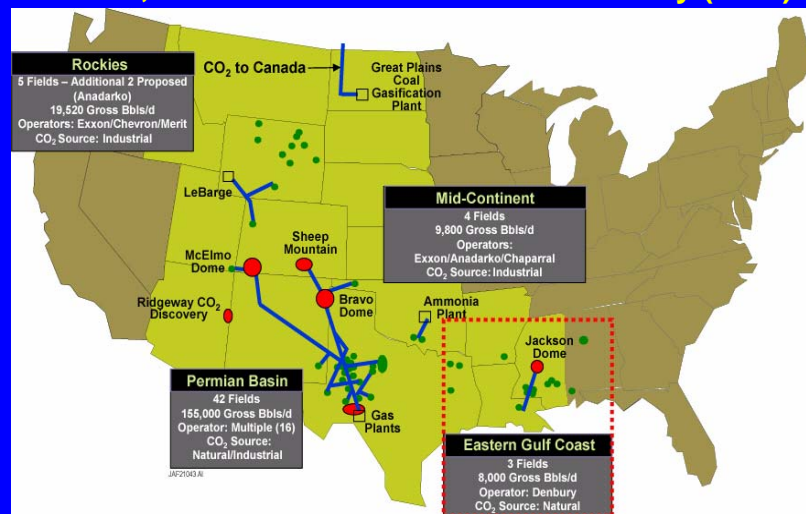 Rockies
5 Fields – Additional 2 Proposed
(Anadarko)
19,520 Gross Bbls/d
Operators: Exxon/Chevron/Merit
CO₂ Source: Industrial
CO₂ to Canada
Great Plains
Coal
Gasification
Plant
LeBarge
Mid-Continent
4 Fields
9,800 Gross Bbls/d
Operators:
Exxon/Anadarko/Chaparral
CO₂ Source: Industrial
McElmo
Dome
Sheep
Mountain
Ridgeway CO₂
Discovery
Bravo
Dome
Ammonia
Plant
Jackson
Dome
Permian Basin
42 Fields
155,000 Gross Bbls/d
Operator: Multiple (16)
CO₂ Source:
Natural/Industrial
Gas
Plants
Eastern Gulf Coast
3 Fields
8,000 Gross Bbls/d
Operator: Denbury
CO₂ Source: Natural
JAF21043.AI